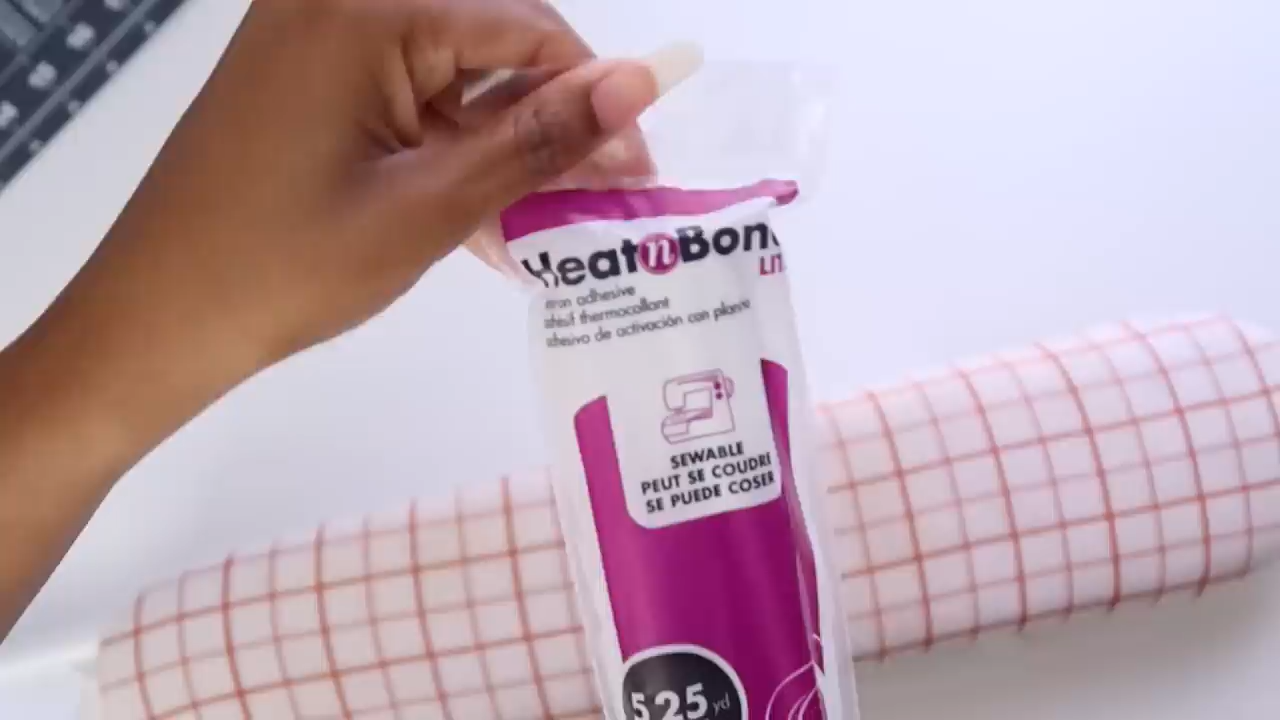 HeatnBon
LIT
iron adhesive
adhésif thermocollant
adhesivo de activación con plancha
SEWABLE
PEUT SE COUDRE
SE PUEDE COSER
5.25 yd